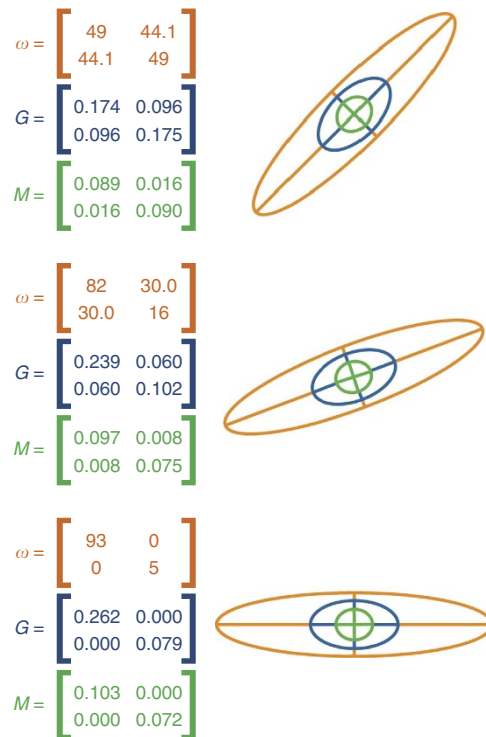 ω = [ 49 44.1
44.1 49 ]
G = [ 0.174 0.096
0.096 0.175 ]
M = [ 0.089 0.016
0.016 0.090 ]
ω = [ 82 30.0
30.0 16 ]
G = [ 0.239 0.060
0.060 0.102 ]
M = [ 0.097 0.008
0.008 0.075 ]
ω = [ 93 0
0 5 ]
G = [ 0.262 0.000
0.000 0.079 ]
M = [ 0.103 0.000
0.000 0.072 ]